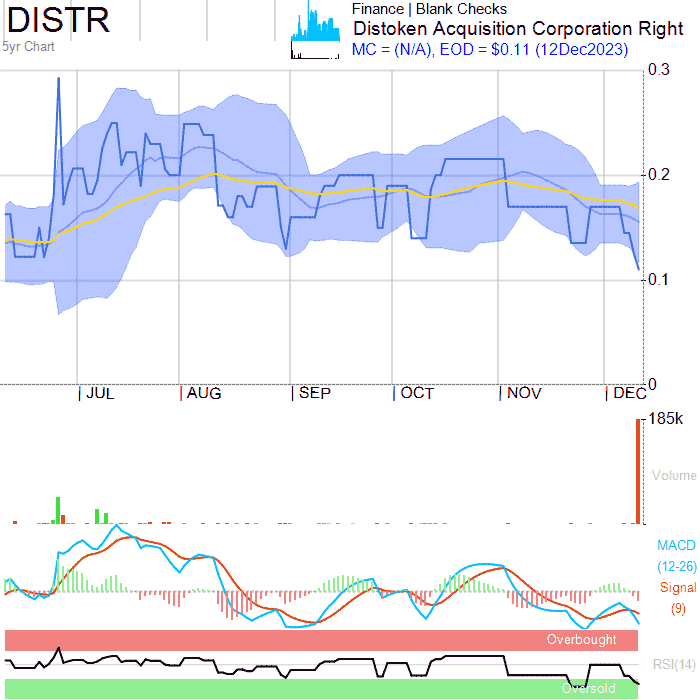 DISTR
5yr Chart
Finance | Blank Checks
Distoken Acquisition Corporation Right
MC = (N/A), EOD = $0.11 (12Dec2023)
0.3
0.2
0.1
0
JUL AUG SEP OCT NOV DEC
185k
Volume
MACD
(12-26)
Signal
(9)
Overbought
RSI(14)
Oversold